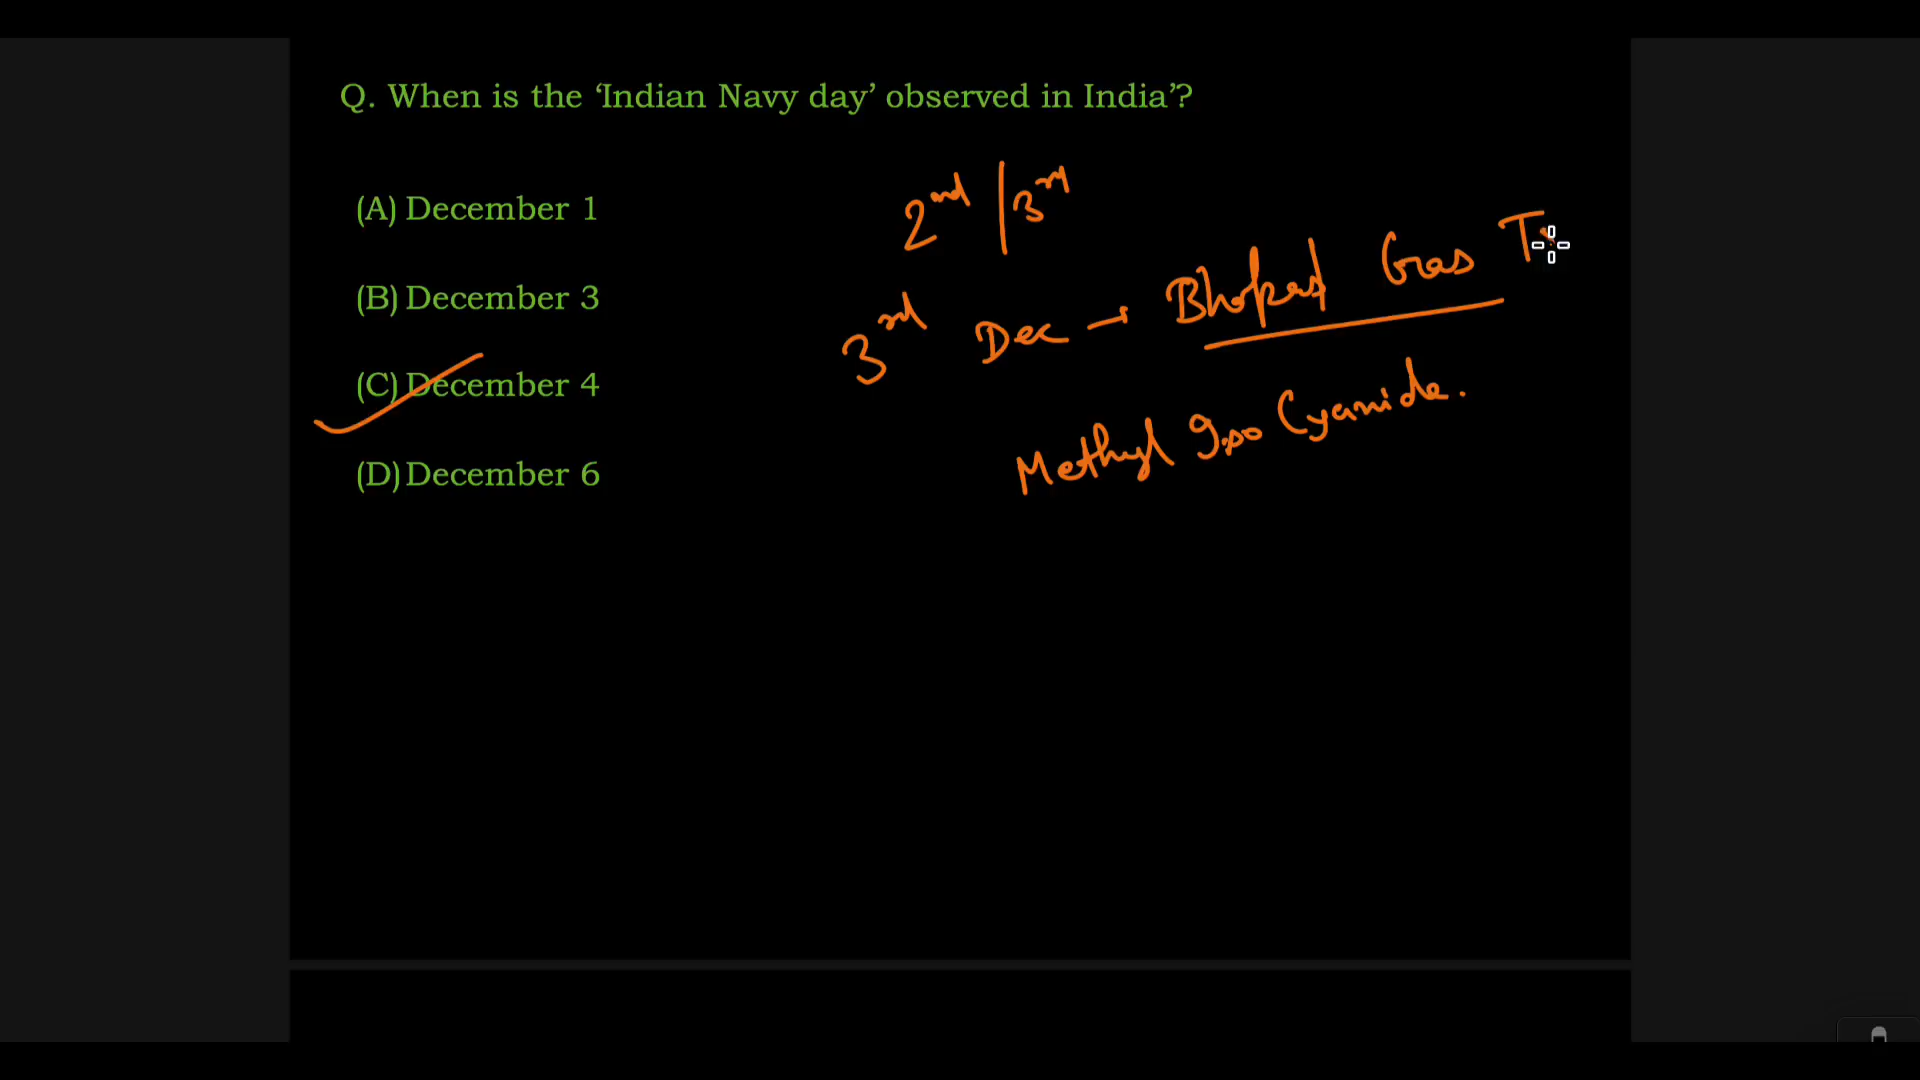 Q. When is the ‘Indian Navy day’ observed in India’?
(A) December 1
(B) December 3
(C) December 4
(D) December 6
2nd | 3rd
3rd Dec → Bhopal Gas Tr
Methyl Iso Cyanide.